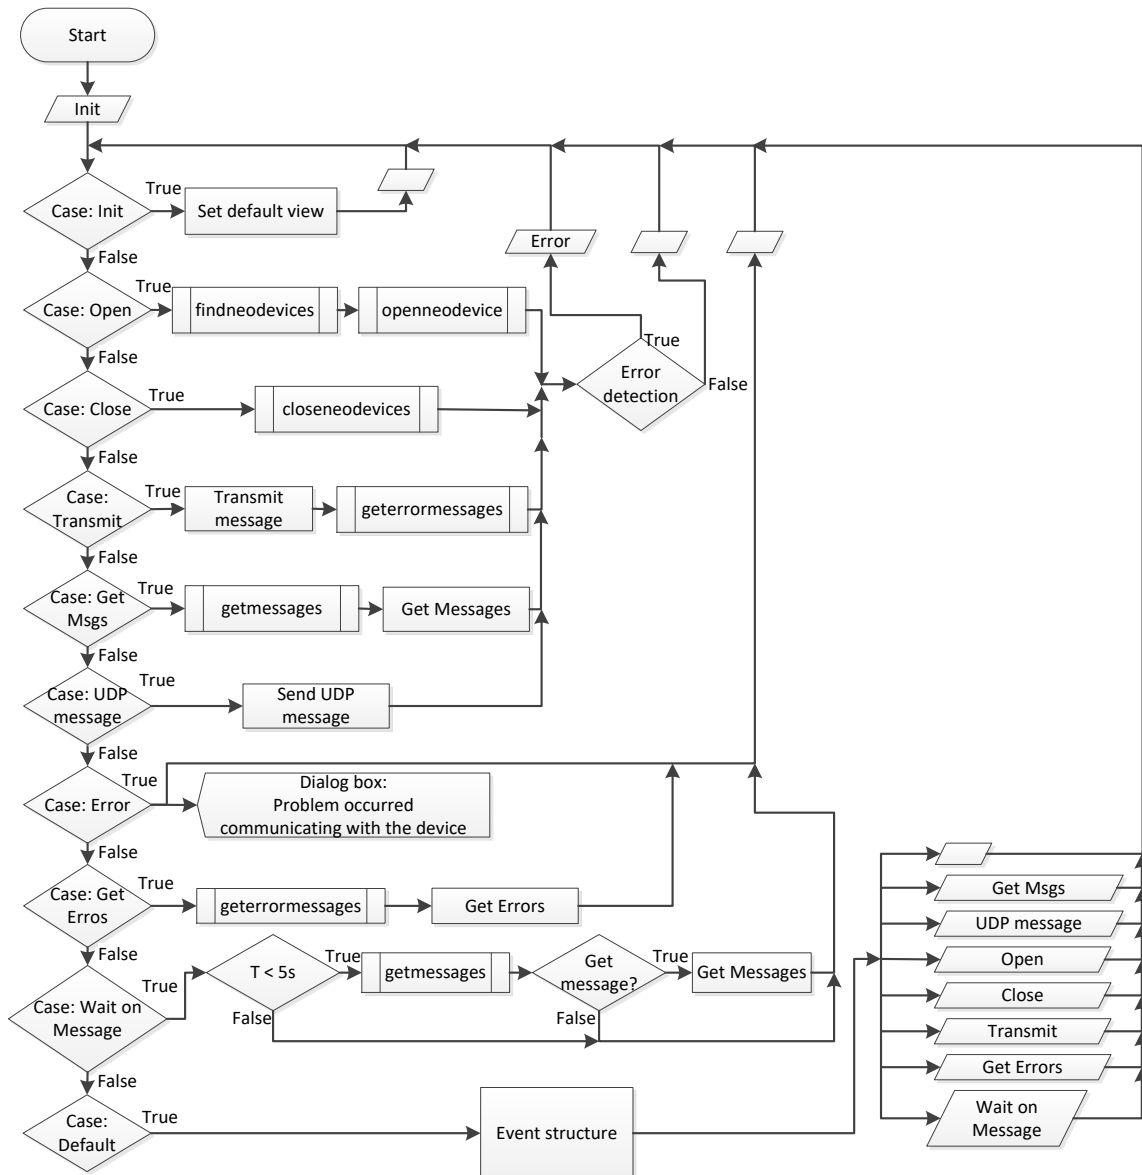 Start
Init
True
Case: Init
Set default view
Error
False
True
Case: Open
findneodevices
openneodevice
True
False
Error
detection
False
True
Case: Close
closeneodevices
False
True
Case:
Transmit
Transmit
message
geterrormessages
False
True
Case: Get
Msgs
getmessages
Get Messages
False
True
Case: UDP
message
Send UDP
message
False
True
Case: Error
Dialog box:
Problem occurred
communicating with the device
False
True
Case: Get
Erros
geterrormessages
Get Errors
False
True
Case: Wait on
Message
T < 5s
True
False
getmessages
Get
message?
True
False
Get Messages
False
True
Case:
Default
Event structure
Get Msgs
UDP message
Open
Close
Transmit
Get Errors
Wait on
Message